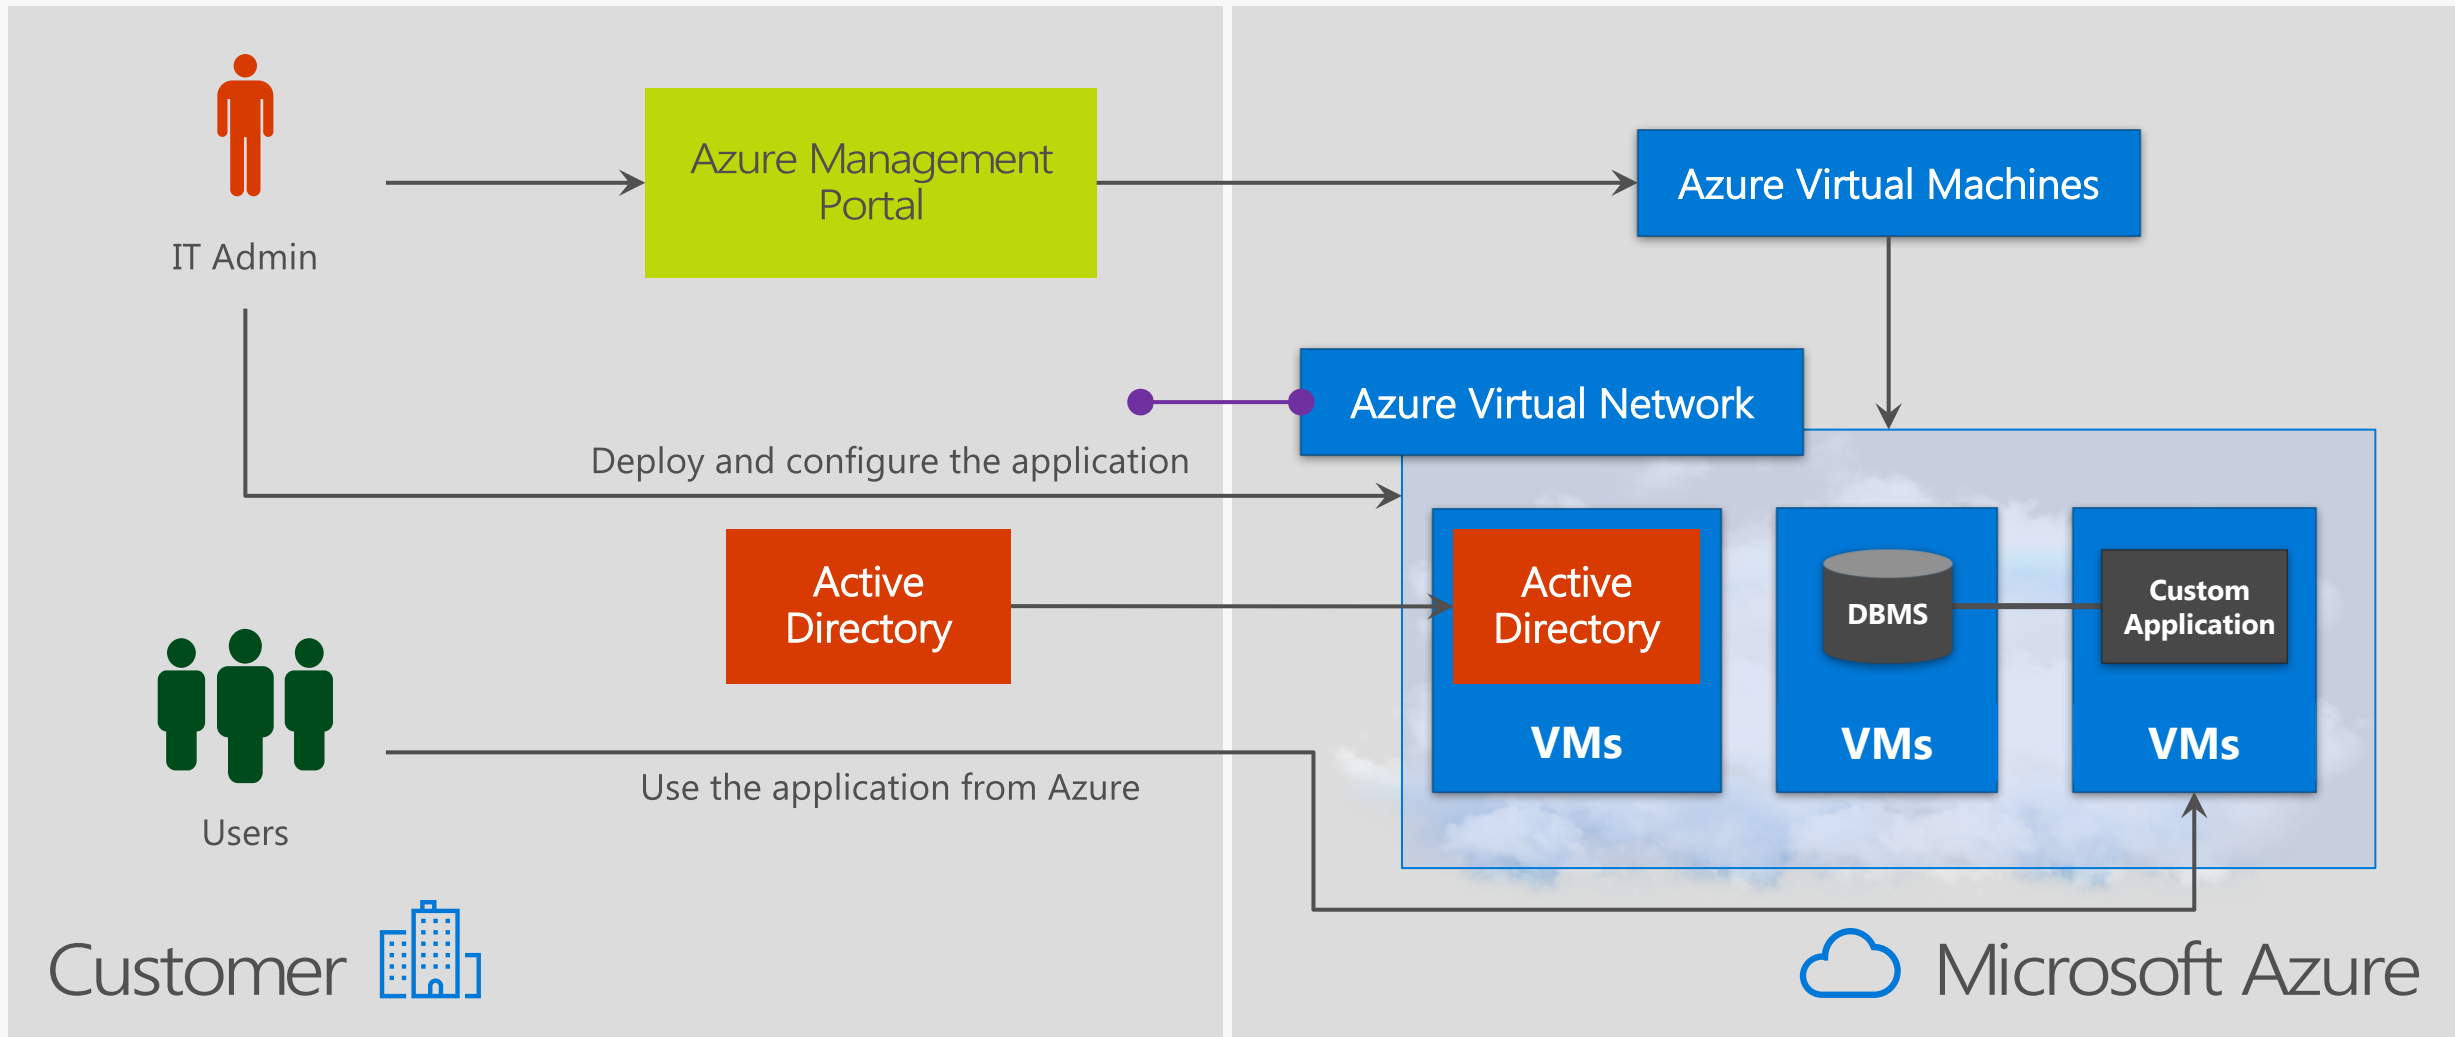 IT Admin
Azure Management
Portal
Azure Virtual Machines
Azure Virtual Network
Deploy and configure the application
Active
Directory
Active
Directory
VMs
DBMS
VMs
Custom
Application
VMs
Use the application from Azure
Users
Customer
Microsoft Azure